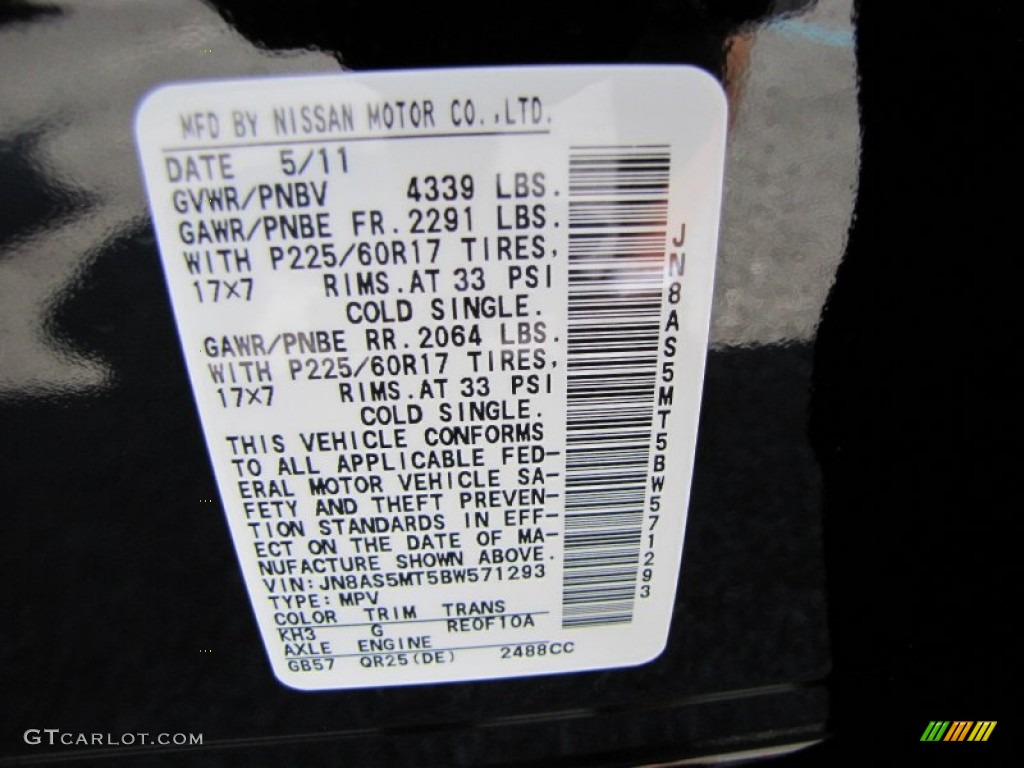 MFD BY NISSAN MOTOR CO.,LTD.
DATE 5/11
GVWR/PNBV 4339 LBS.
GAWR/PNBE FR.2291 LBS.
WITH P225/60R17 TIRES,
17X7 RIMS.AT 33 PSI
COLD SINGLE.
GAWR/PNBE RR.2064 LBS.
WITH P225/60R17 TIRES,
17X7 RIMS.AT 33 PSI
COLD SINGLE.
THIS VEHICLE CONFORMS
TO ALL APPLICABLE FED-
ERAL MOTOR VEHICLE SA-
FETY AND THEFT PREVEN-
TION STANDARDS IN EFF-
ECT ON THE DATE OF MA-
NUFACTURE SHOWN ABOVE.
VIN:JN8AS5MT5BW571293
TYPE:MPV
COLOR TRIM TRANS
KH3 G RE0F10A
AXLE ENGINE
GB57 QR25(DE) 2488CC
JN8AS5MT5BW571293
GTCARLOT.COM